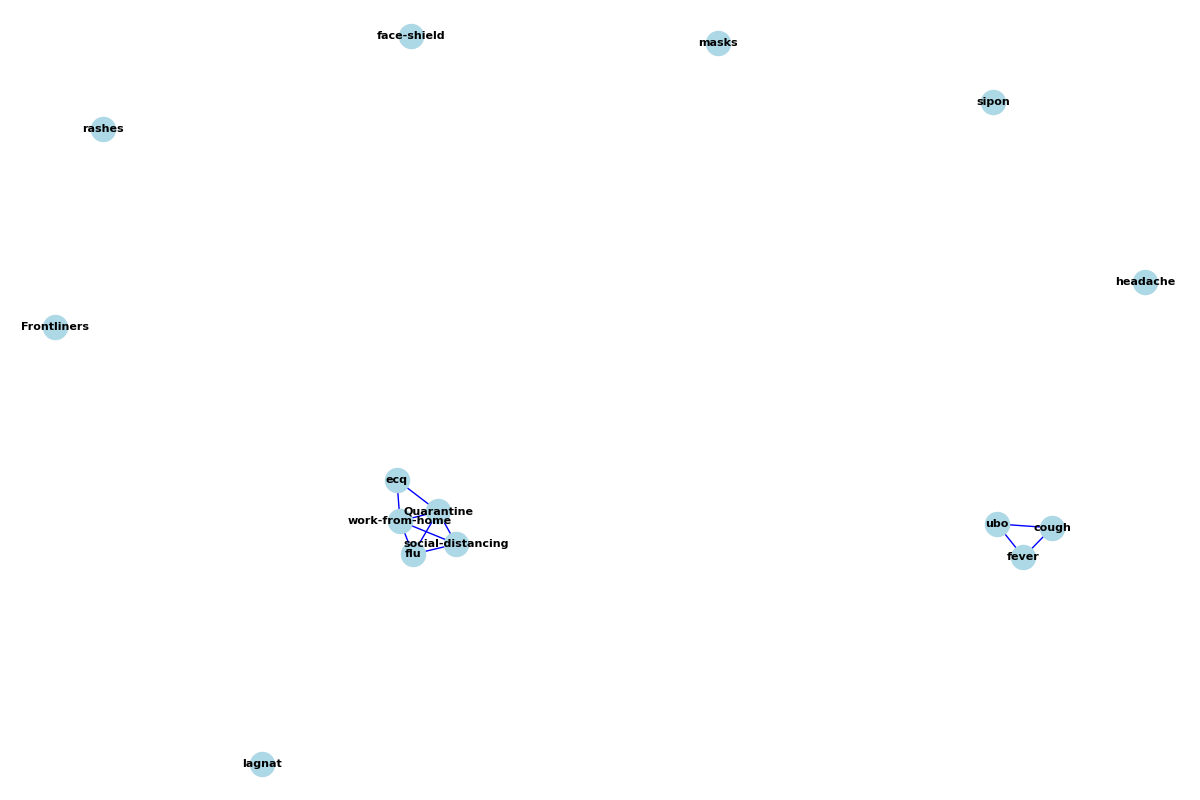 face-shield
masks
sipon
rashes
headache
Frontliners
ecq
Quarantine
work-from-home
social-distancing
flu
ubo
cough
fever
lagnat